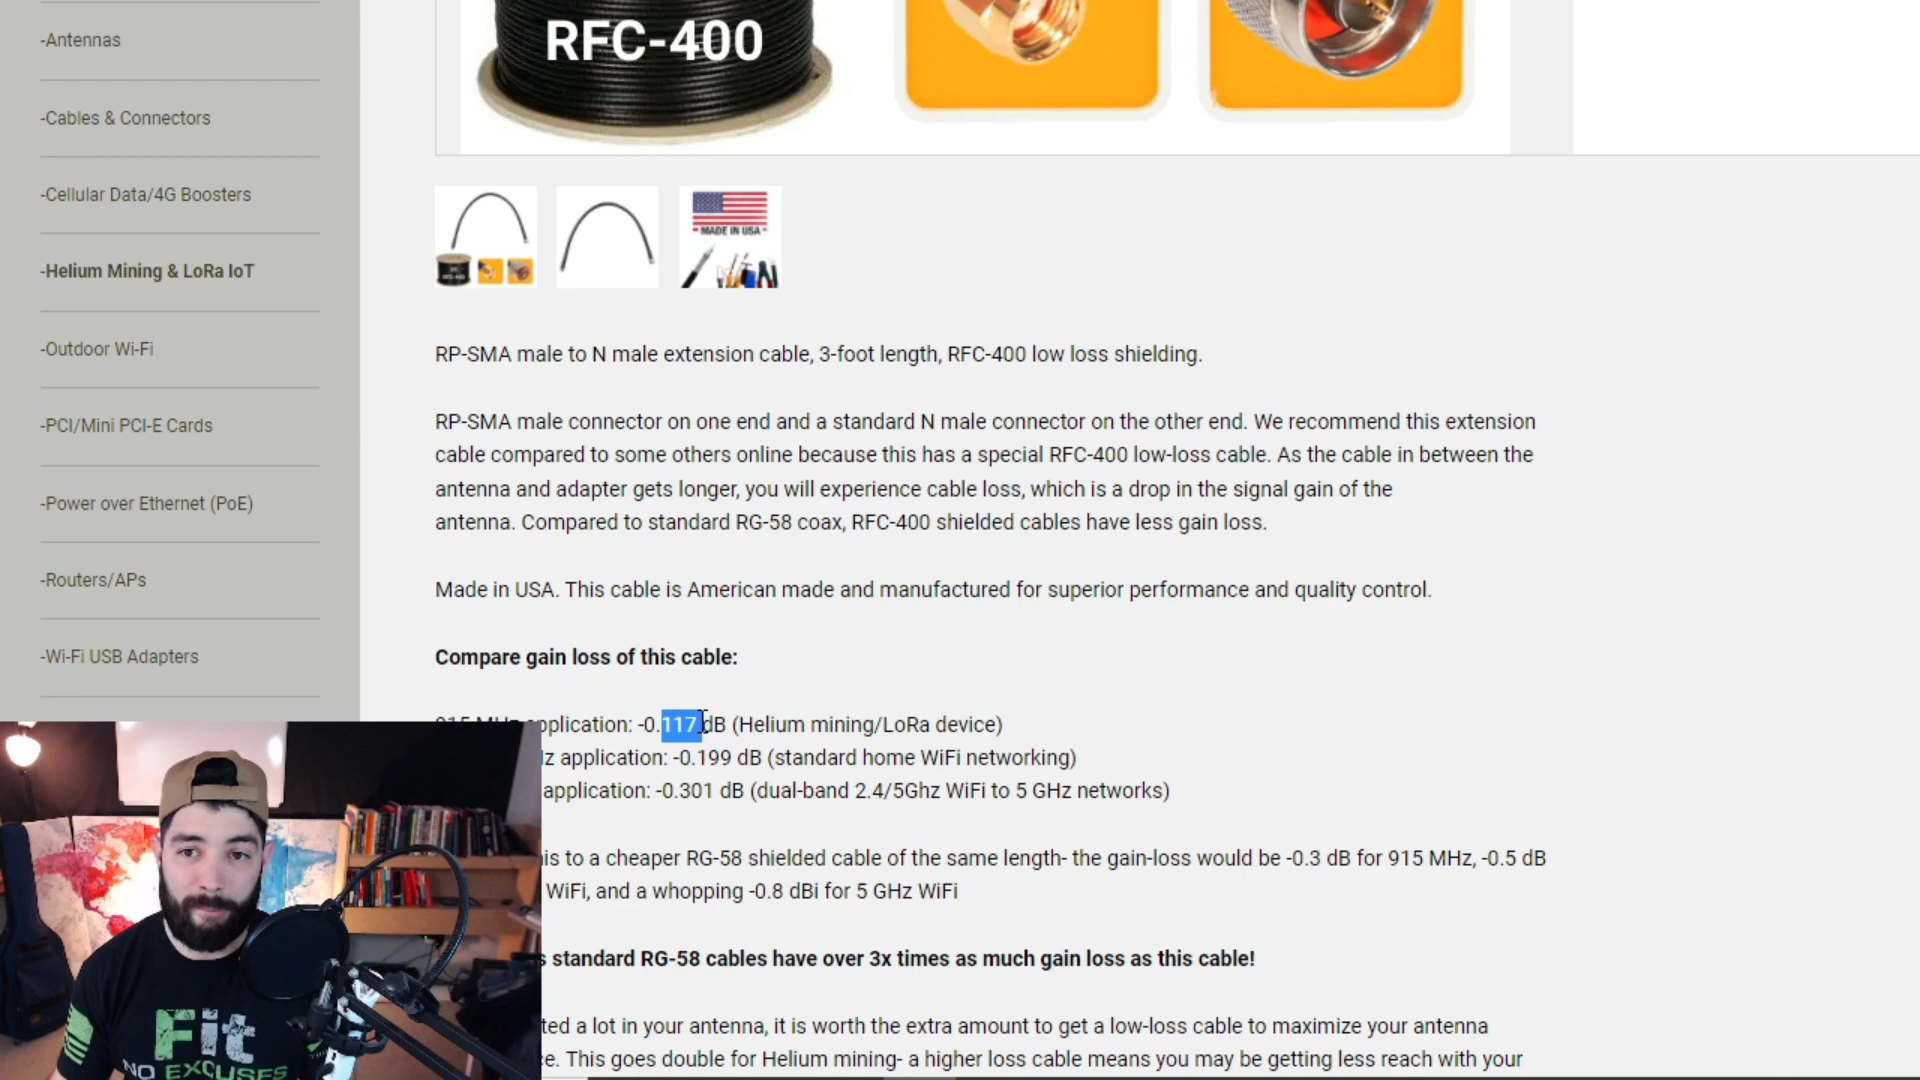 -Antennas
-Cables & Connectors
-Cellular Data/4G Boosters
-Helium Mining & LoRa IoT
-Outdoor Wi-Fi
-PCI/Mini PCI-E Cards
-Power over Ethernet (PoE)
-Routers/APs
-Wi-Fi USB Adapters
RFC-400
MADE IN USA
RP-SMA male to N male extension cable, 3-foot length, RFC-400 low loss shielding.
RP-SMA male connector on one end and a standard N male connector on the other end. We recommend this extension
cable compared to some others online because this has a special RFC-400 low-loss cable. As the cable in between the
antenna and adapter gets longer, you will experience cable loss, which is a drop in the signal gain of the
antenna. Compared to standard RG-58 coax, RFC-400 shielded cables have less gain loss.
Made in USA. This cable is American made and manufactured for superior performance and quality control.
Compare gain loss of this cable:
915 MHz application: -0.117 dB (Helium mining/LoRa device)
application: -0.199 dB (standard home WiFi networking)
application: -0.301 dB (dual-band 2.4/5Ghz WiFi to 5 GHz networks)
to a cheaper RG-58 shielded cable of the same length- the gain-loss would be -0.3 dB for 915 MHz, -0.5 dB
WiFi, and a whopping -0.8 dBi for 5 GHz WiFi
standard RG-58 cables have over 3x times as much gain loss as this cable!
a lot in your antenna, it is worth the extra amount to get a low-loss cable to maximize your antenna
This goes double for Helium mining- a higher loss cable means you may be getting less reach with your
Fit
NO EXCUSES